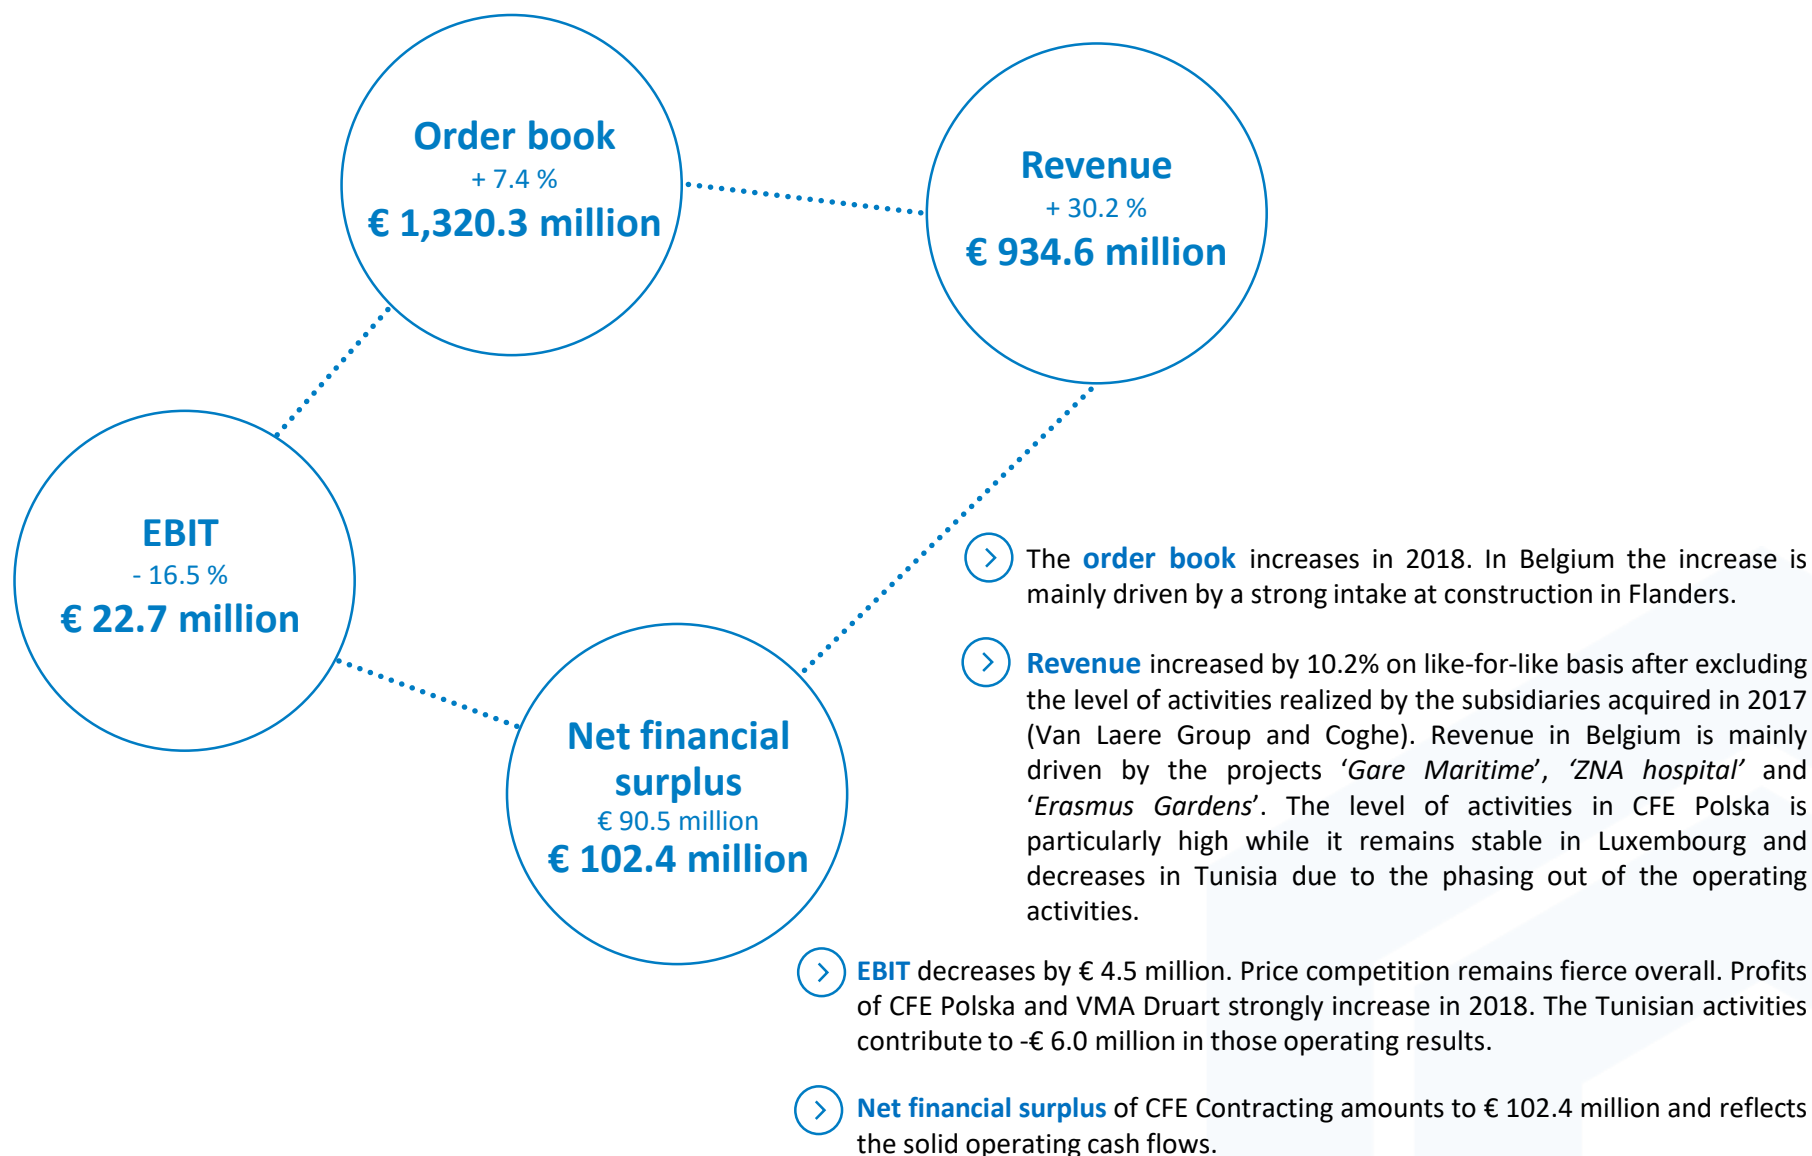 Order book
+ 7.4 %
€ 1,320.3 million
Revenue
+ 30.2 %
€ 934.6 million
EBIT
- 16.5 %
€ 22.7 million
Net financial
surplus
€ 90.5 million
€ 102.4 million
The order book increases in 2018. In Belgium the increase is
mainly driven by a strong intake at construction in Flanders.
Revenue increased by 10.2% on like-for-like basis after excluding
the level of activities realized by the subsidiaries acquired in 2017
(Van Laere Group and Coghe). Revenue in Belgium is mainly
driven by the projects ‘Gare Maritime’, ‘ZNA hospital’ and
‘Erasmus Gardens’. The level of activities in CFE Polska is
particularly high while it remains stable in Luxembourg and
decreases in Tunisia due to the phasing out of the operating
activities.
EBIT decreases by € 4.5 million. Price competition remains fierce overall. Profits
of CFE Polska and VMA Druart strongly increase in 2018. The Tunisian activities
contribute to -€ 6.0 million in those operating results.
Net financial surplus of CFE Contracting amounts to € 102.4 million and reflects
the solid operating cash flows.